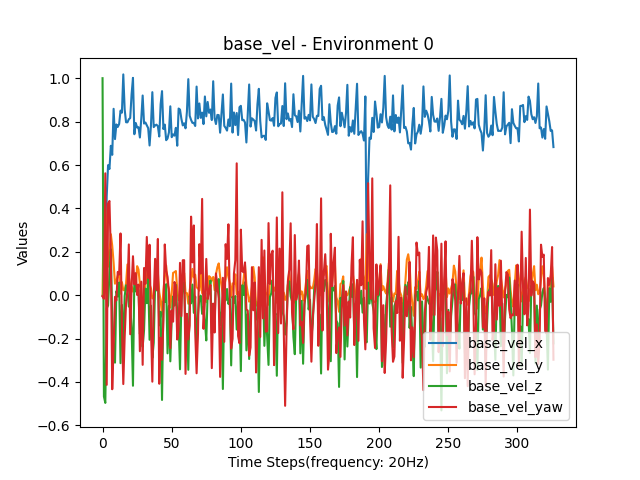 base_vel - Environment 0
Values
1.0
0.8
0.6
0.4
0.2
0.0
−0.2
−0.4
−0.6
base_vel_x
base_vel_y
base_vel_z
base_vel_yaw
0 50 100 150 200 250 300
Time Steps(frequency: 20Hz)